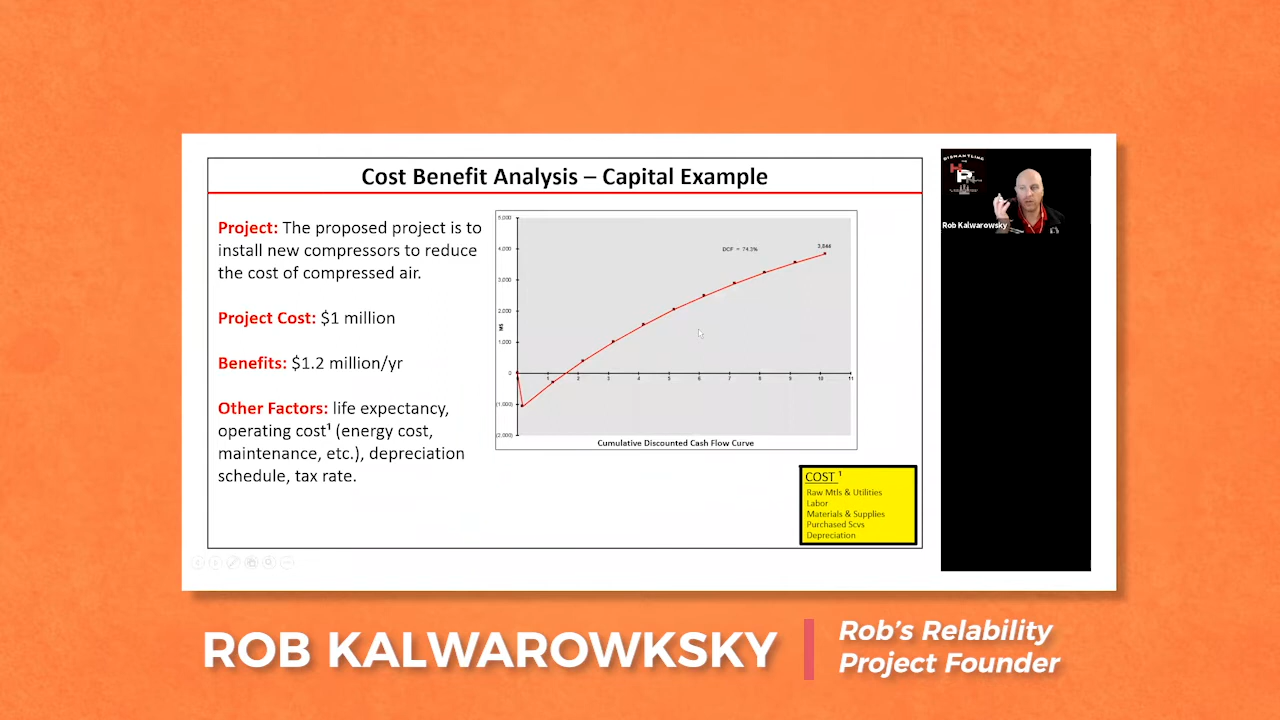 Cost Benefit Analysis – Capital Example
Project: The proposed project is to
install new compressors to reduce
the cost of compressed air.
Project Cost: $1 million
Benefits: $1.2 million/yr
Other Factors: life expectancy,
operating cost¹ (energy cost,
maintenance, etc.), depreciation
schedule, tax rate.
5,000
4,000
3,000
2,000
1,000
0
(1,000)
(2,000)
M$
DCF = 74.3%
3,844
1 2 3 4 5 6 7 8 9 10 11
Cumulative Discounted Cash Flow Curve
COST ¹
Raw Mtls & Utilities
Labor
Materials & Supplies
Purchased Scvs
Depreciation
DISMANTLING
HP
Rob Kalwarowsky
ROB KALWAROWKSKY
Rob's Relability
Project Founder